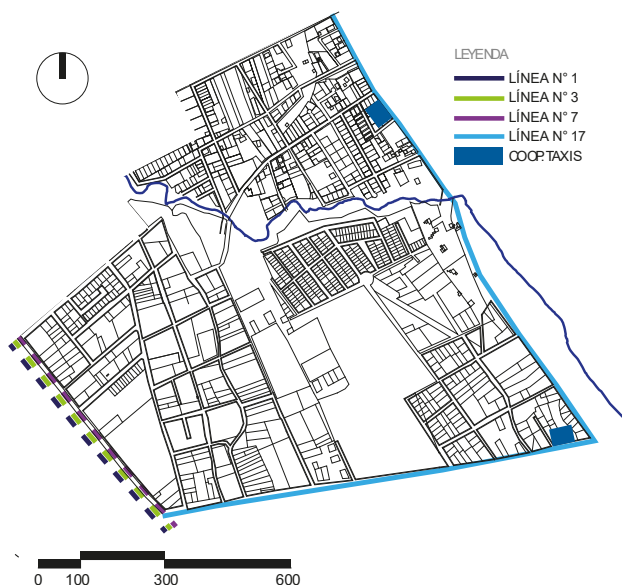 LEYENDA
LÍNEA N° 1
LÍNEA N° 3
LÍNEA N° 7
LÍNEA N° 17
COOP.TAXIS
0 100 300 600